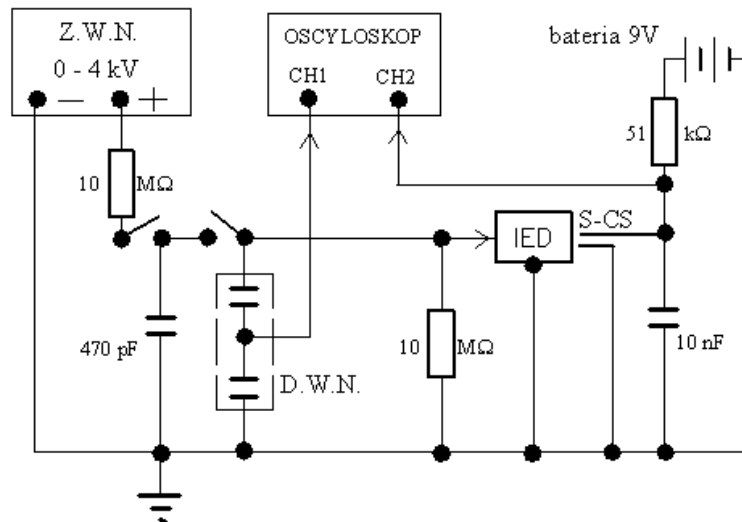 Z.W.N.
0 - 4 kV
— +
OSCYLOSKOP
CH1 CH2
bateria 9V
51 kΩ
10 MΩ
IED
S-CS
470 pF
D.W.N.
10 MΩ
10 nF